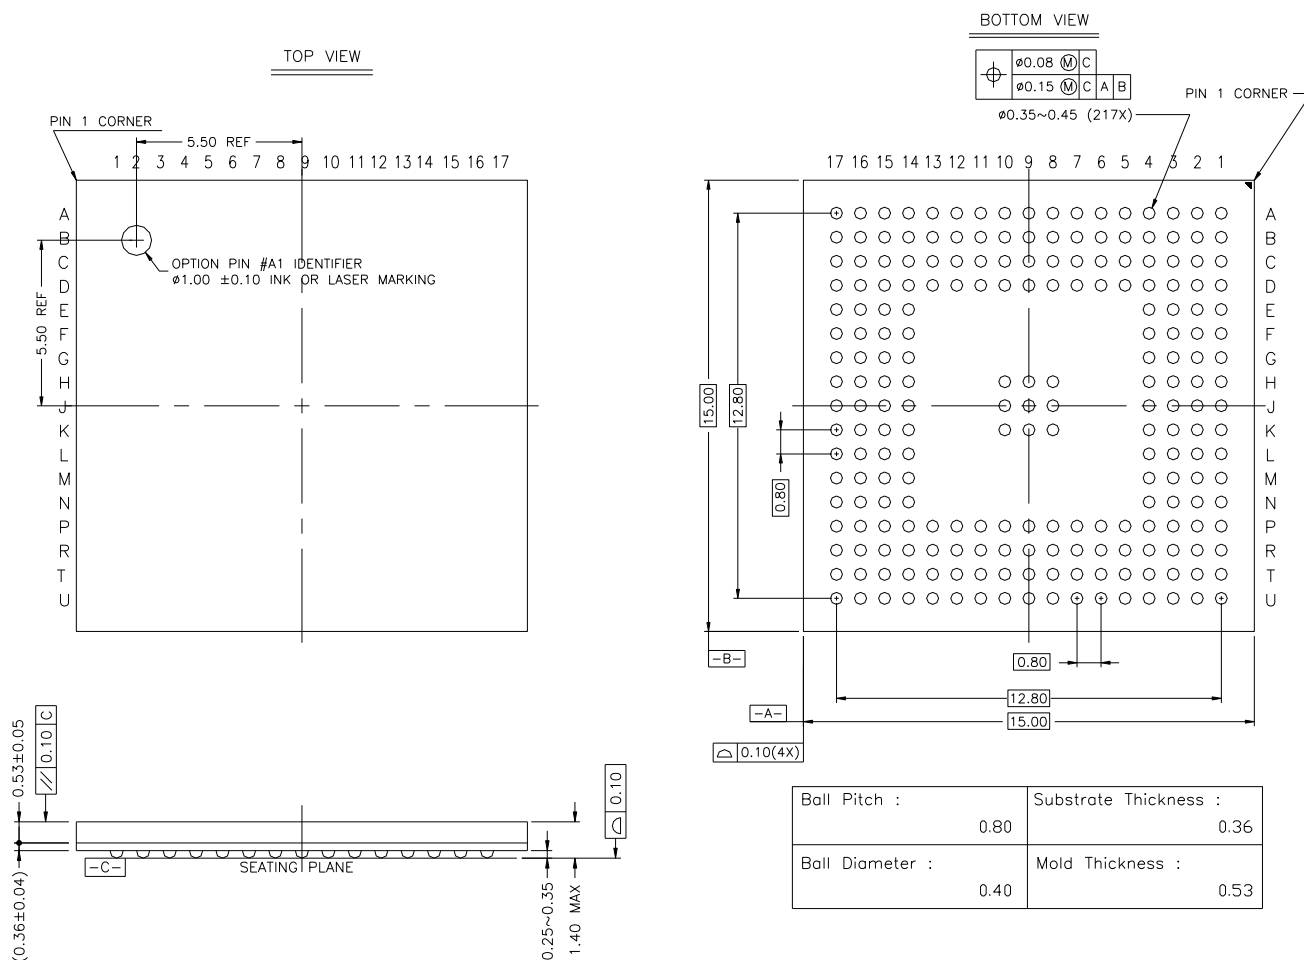 TOP VIEW
PIN 1 CORNER
5.50 REF
1 2 3 4 5 6 7 8 9 10 11 12 13 14 15 16 17
A
B
C
D
E
F
G
H
J
K
L
M
N
P
R
T
U
OPTION PIN #A1 IDENTIFIER
ø1.00 ±0.10 INK OR LASER MARKING
5.50 REF
BOTTOM VIEW
ø0.08 Ⓜ C
ø0.15 Ⓜ C A B
ø0.35~0.45 (217X)
PIN 1 CORNER
17 16 15 14 13 12 11 10 9 8 7 6 5 4 3 2 1
A
B
C
D
E
F
G
H
J
K
L
M
N
P
R
T
U
15.00
12.80
0.80
-B-
0.80
12.80
-A-
15.00
0.10(4X)
0.53±0.05
// 0.10 C
(0.36±0.04)
-C-
SEATING PLANE
0.25~0.35
1.40 MAX
0.10
Ball Pitch :
0.80
Substrate Thickness :
0.36
Ball Diameter :
0.40
Mold Thickness :
0.53